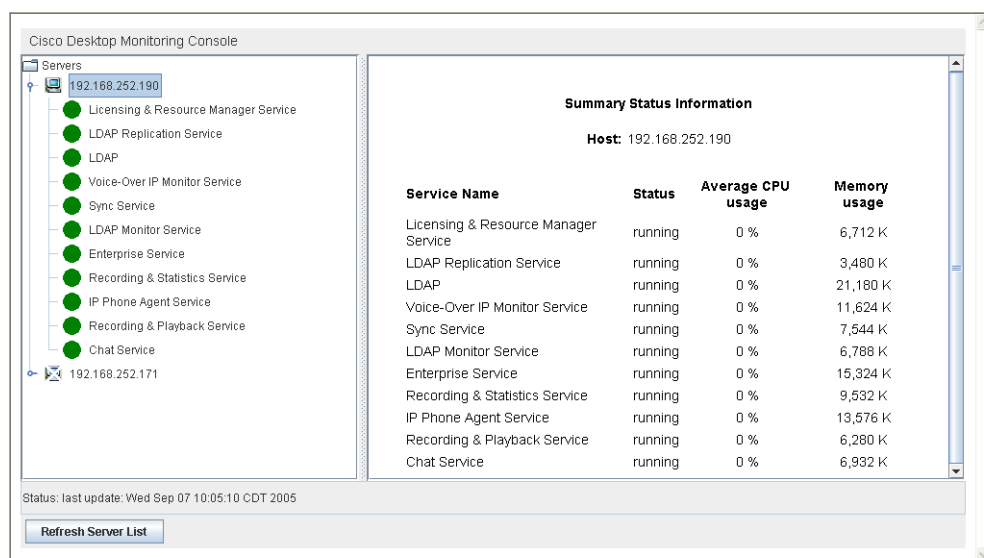 Cisco Desktop Monitoring Console
Servers
192.168.252.190
Licensing & Resource Manager Service
LDAP Replication Service
LDAP
Voice-Over IP Monitor Service
Sync Service
LDAP Monitor Service
Enterprise Service
Recording & Statistics Service
IP Phone Agent Service
Recording & Playback Service
Chat Service
192.168.252.171
Summary Status Information
Host: 192.168.252.190
Service Name Status Average CPU usage Memory usage
Licensing & Resource Manager Service running 0 % 6,712 K
LDAP Replication Service running 0 % 3,480 K
LDAP running 0 % 21,180 K
Voice-Over IP Monitor Service running 0 % 11,624 K
Sync Service running 0 % 7,544 K
LDAP Monitor Service running 0 % 6,788 K
Enterprise Service running 0 % 15,324 K
Recording & Statistics Service running 0 % 9,532 K
IP Phone Agent Service running 0 % 13,576 K
Recording & Playback Service running 0 % 6,280 K
Chat Service running 0 % 6,932 K
Status: last update: Wed Sep 07 10:05:10 CDT 2005
Refresh Server List